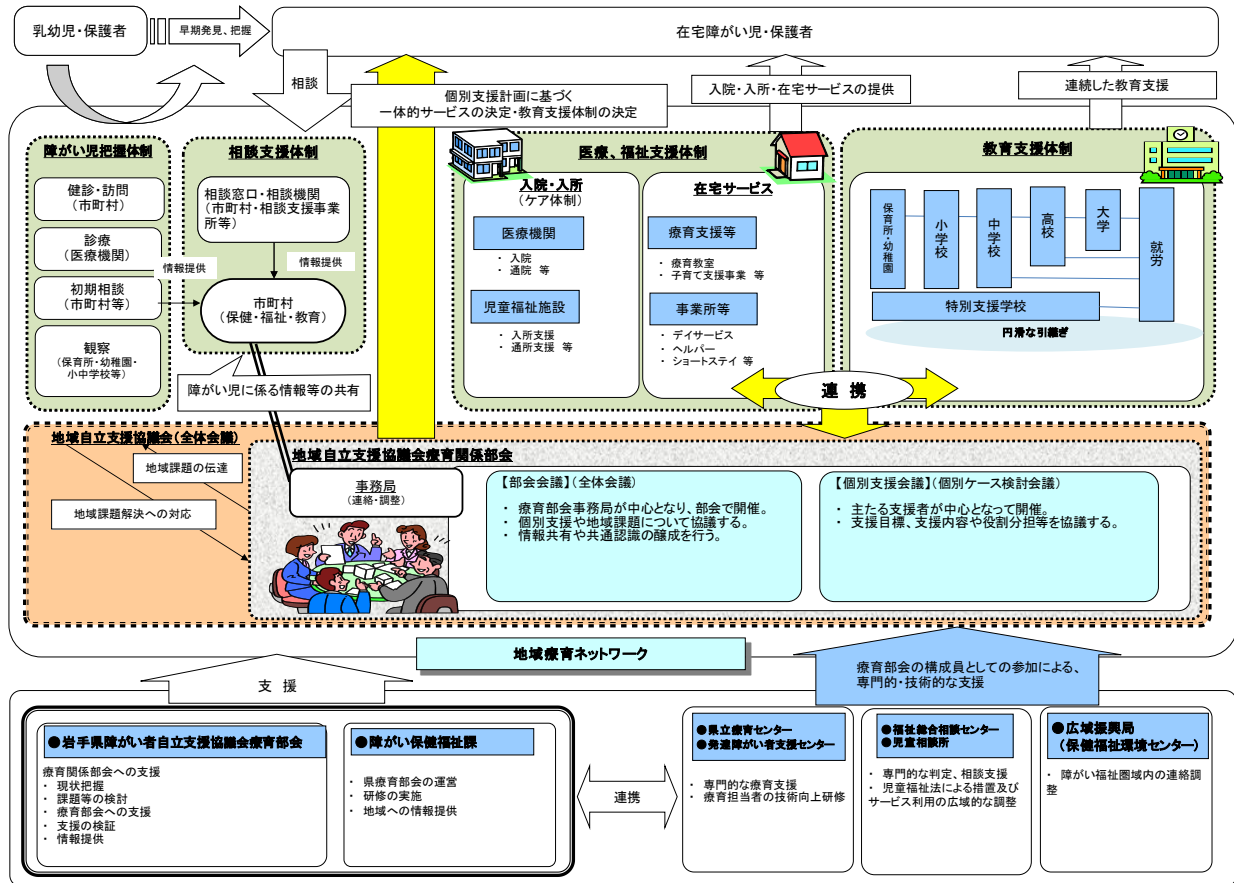 乳幼児・保護者
早期発見、把握
在宅障がい児・保護者
相談
個別支援計画に基づく
一体的サービスの決定・教育支援体制の決定
入院・入所・在宅サービスの提供
連続した教育支援
障がい児把握体制
健診・訪問
(市町村)
診療
(医療機関)
初期相談
(市町村等)
観察
(保育所・幼稚園・
小中学校等)
情報提供
相談支援体制
相談窓口・相談機関
(市町村・相談支援事業
所等)
情報提供
市町村
(保健・福祉・教育)
障がい児に係る情報等の共有
医療、福祉支援体制
入院・入所
(ケア体制)
医療機関
・ 入院
・ 通院 等
児童福祉施設
・ 入所支援
・ 通所支援 等
在宅サービス
療育支援等
・ 療育教室
・ 子育て支援事業 等
事業所等
・ デイサービス
・ ヘルパー
・ ショートステイ 等
教育支援体制
保育所・幼稚園
小学校
中学校
高校
大学
就労
特別支援学校
円滑な引継ぎ
連 携
地域自立支援協議会(全体会議)
地域課題の伝達
地域課題解決への対応
地域自立支援協議会療育関係部会
事務局
(連絡・調整)
【部会会議】(全体会議)
・ 療育部会事務局が中心となり、部会で開催。
・ 個別支援や地域課題について協議する。
・ 情報共有や共通認識の醸成を行う。
【個別支援会議】(個別ケース検討会議)
・ 主たる支援者が中心となって開催。
・ 支援目標、支援内容や役割分担等を協議する。
地域療育ネットワーク
支 援
療育部会の構成員としての参加による、
専門的・技術的な支援
●岩手県障がい者自立支援協議会療育部会
療育関係部会への支援
・ 現状把握
・ 課題等の検討
・ 療育部会への支援
・ 支援の検証
・ 情報提供
●障がい保健福祉課
・ 県療育部会の運営
・ 研修の実施
・ 地域への情報提供
連携
●県立療育センター
●発達障がい者支援センター
・ 専門的な療育支援
・ 療育担当者の技術向上研修
●福祉総合相談センター
●児童相談所
・ 専門的な判定、相談支援
・ 児童福祉法による措置及び
サービス利用の広域的な調整
●広域振興局
(保健福祉環境センター)
・ 障がい福祉圏域内の連絡調
整